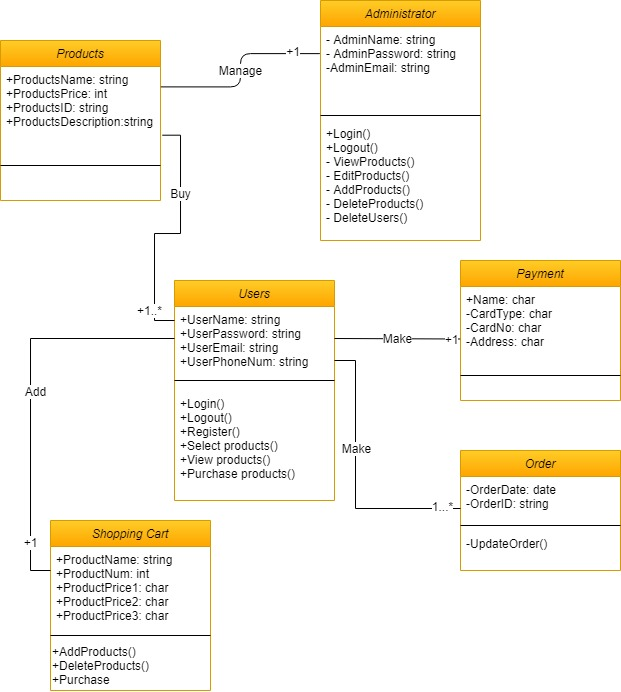 Products
+ProductsName: string
+ProductsPrice: int
+ProductsID: string
+ProductsDescription:string
Manage
+1
Administrator
- AdminName: string
- AdminPassword: string
-AdminEmail: string
+Login()
+Logout()
- ViewProducts()
- EditProducts()
- AddProducts()
- DeleteProducts()
- DeleteUsers()
Buy
+1..*
Users
+UserName: string
+UserPassword: string
+UserEmail: string
+UserPhoneNum: string
+Login()
+Logout()
+Register()
+Select products()
+View products()
+Purchase products()
Make
+1
Payment
+Name: char
-CardType: char
-CardNo: char
-Address: char
Make
1...*
Order
-OrderDate: date
-OrderID: string
-UpdateOrder()
Add
+1
Shopping Cart
+ProductName: string
+ProductNum: int
+ProductPrice1: char
+ProductPrice2: char
+ProductPrice3: char
+AddProducts()
+DeleteProducts()
+Purchase